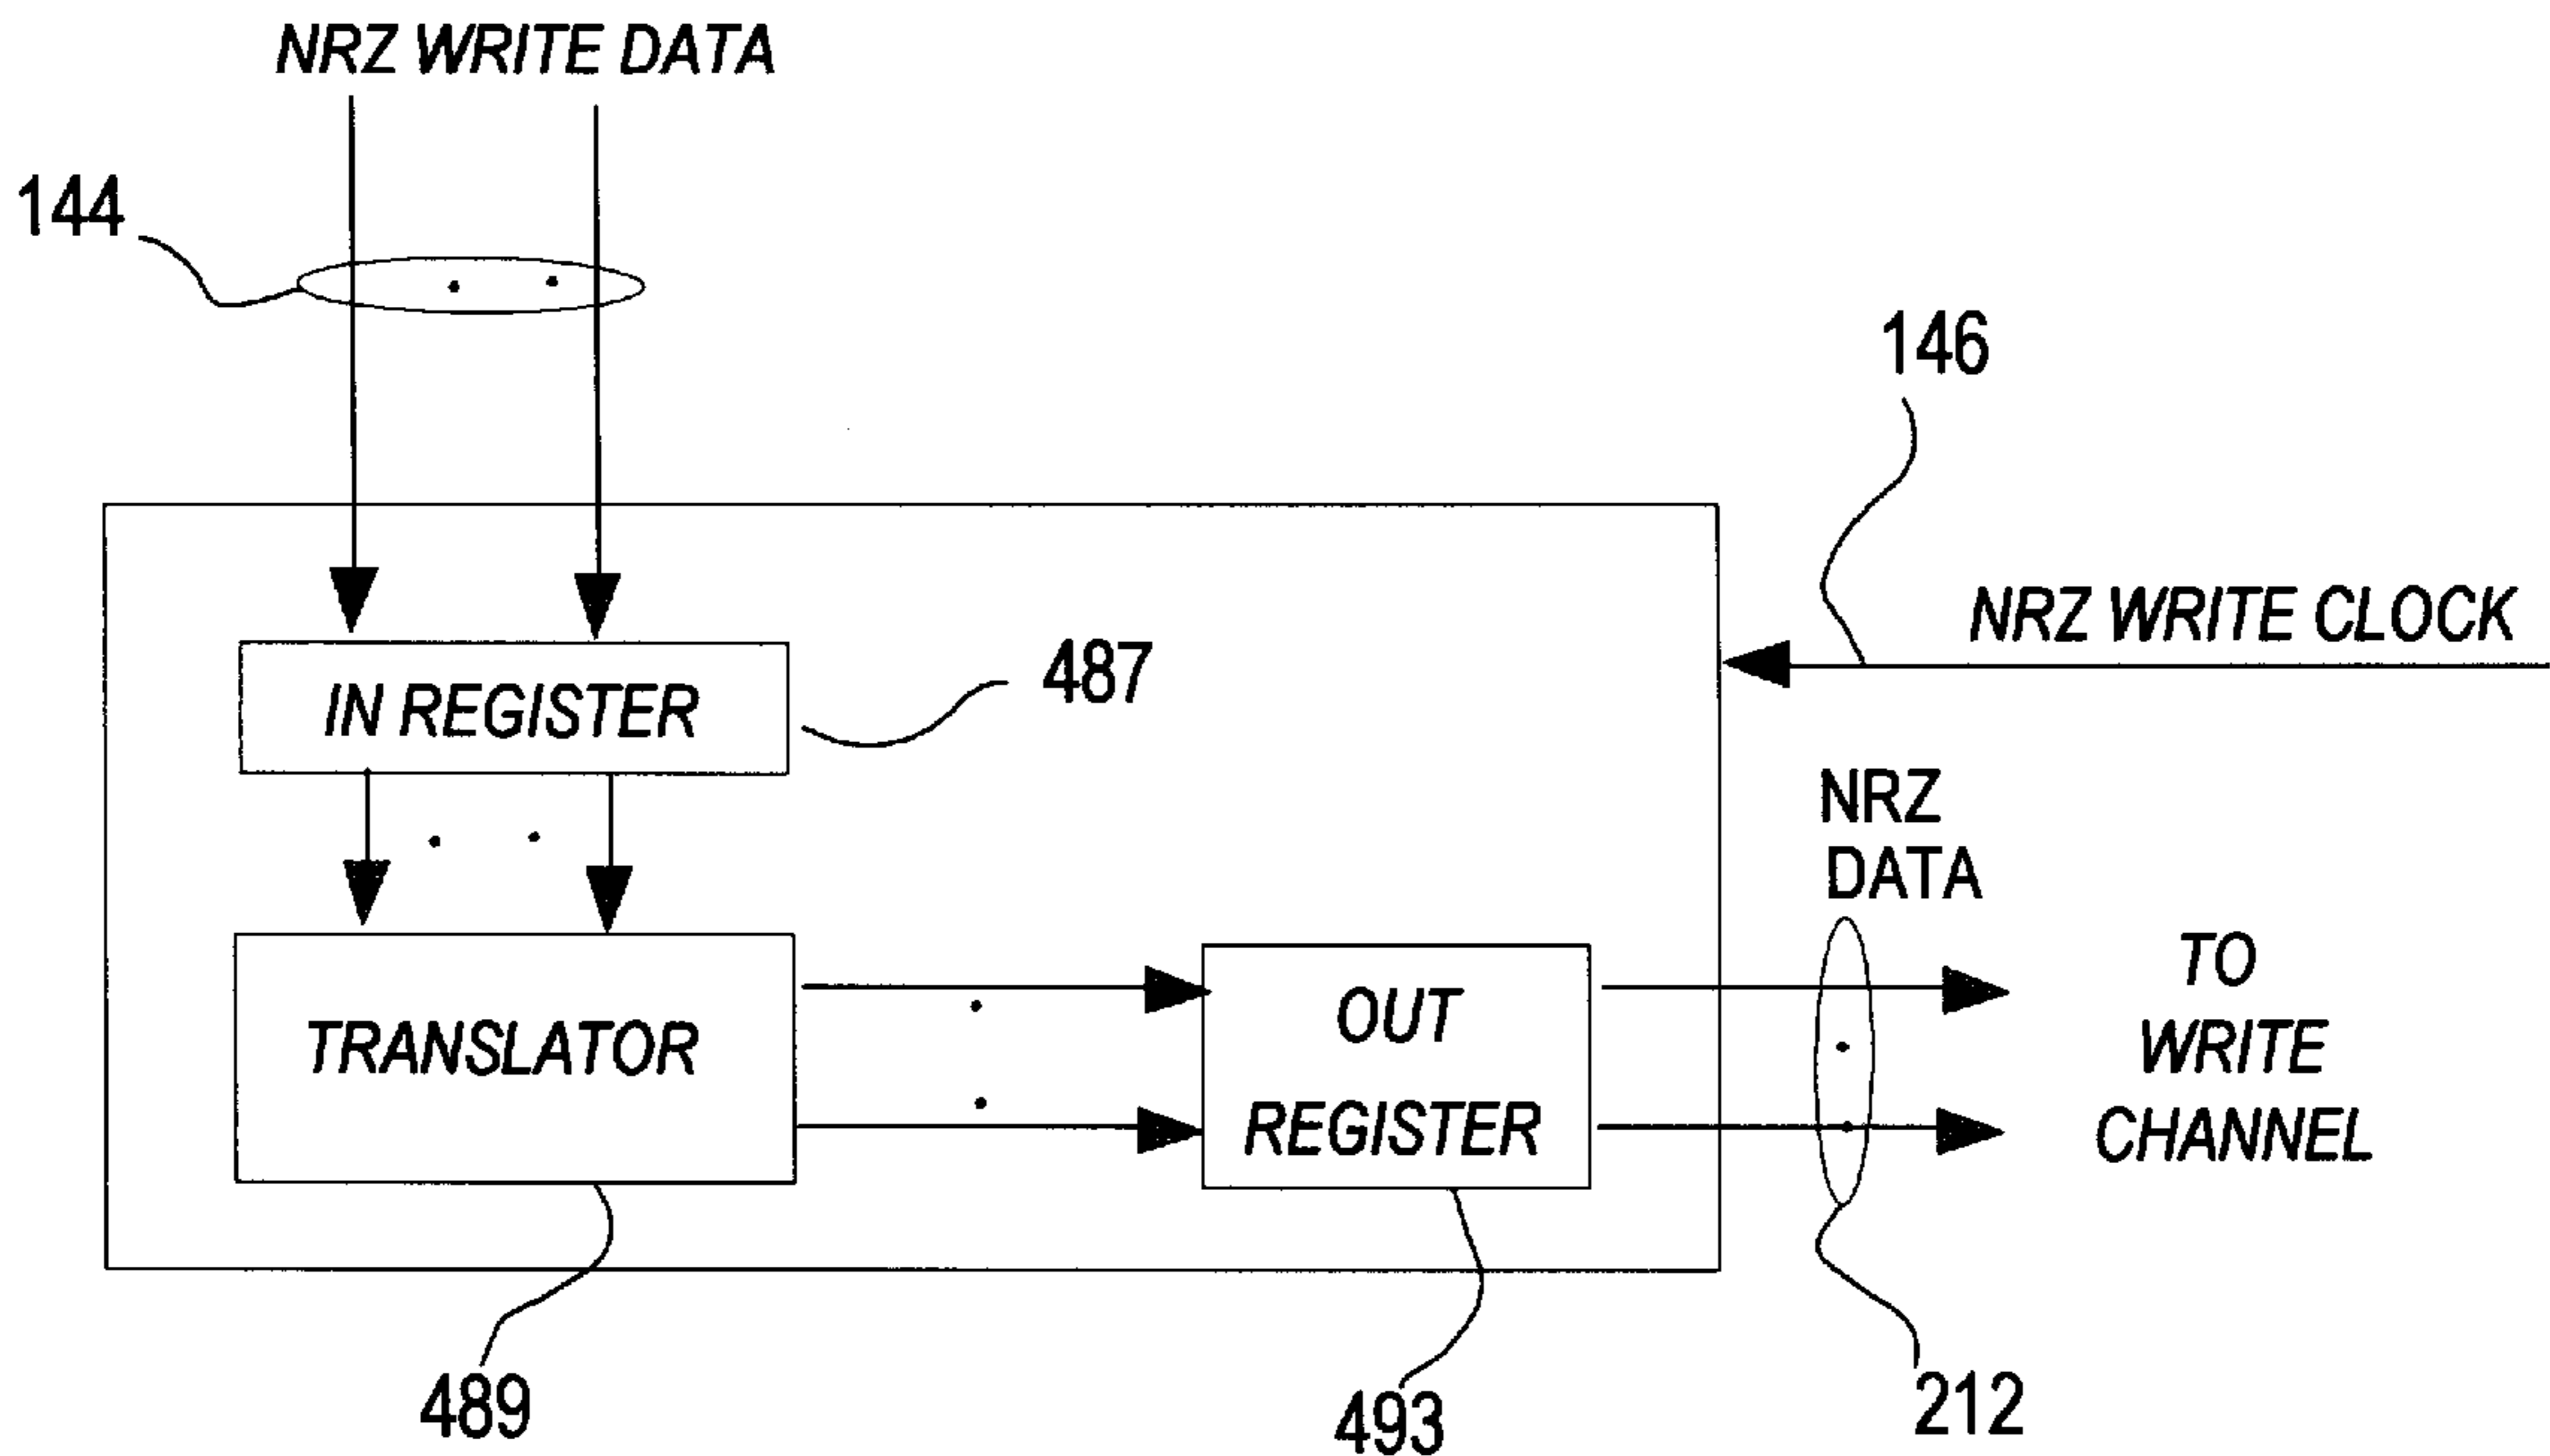 NRZ WRITE DATA
144
146
NRZ WRITE CLOCK
IN REGISTER
487
NRZ
DATA
TRANSLATOR
OUT
REGISTER
TO
WRITE
CHANNEL
489
493
212